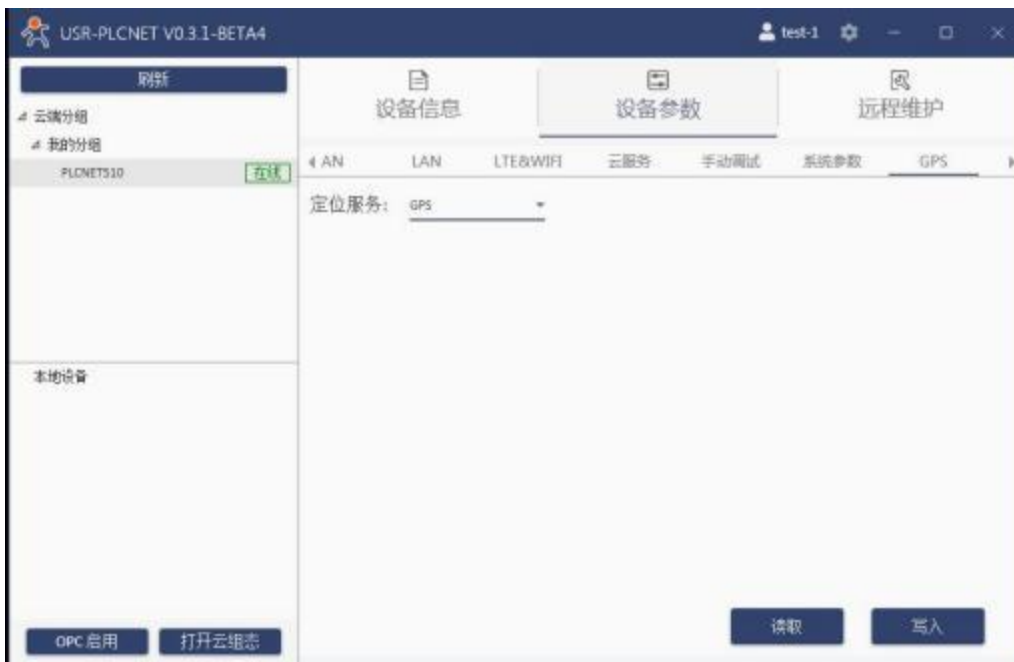 USR-PLCNET V0.3.1-BETA4
test-1
刷新
云端分组
我的分组
PLCNET510 在线
本地设备
OPC 启用 打开云组态
设备信息 设备参数 远程维护
AN LAN LTE&WIFI 云服务 手动调试 系统参数 GPS
定位服务: GPS
读取 写入